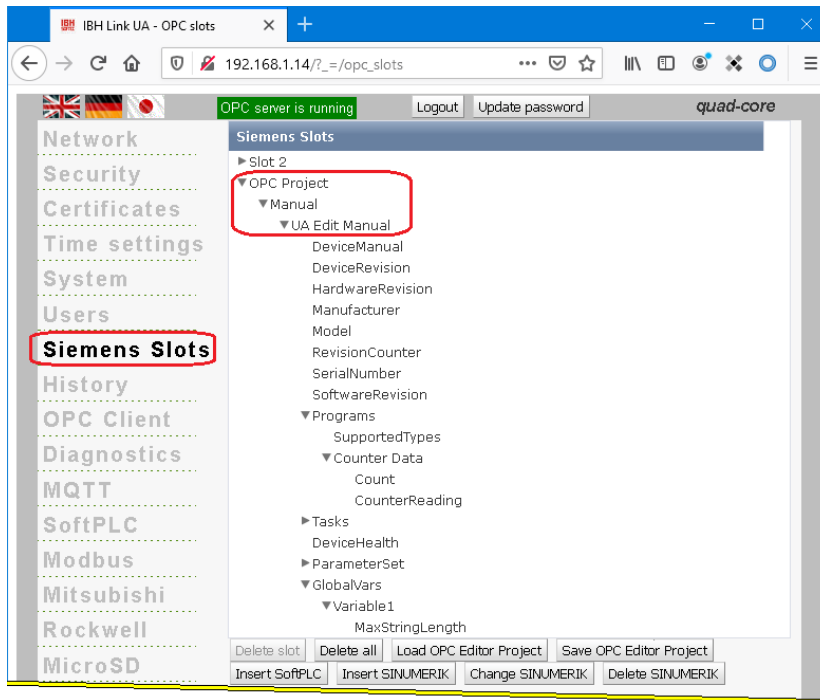 IBH Link UA - OPC slots
192.168.1.14/?_=/opc_slots
OPC server is running
Logout
Update password
quad-core
Network
Security
Certificates
Time settings
System
Users
Siemens Slots
History
OPC Client
Diagnostics
MQTT
SoftPLC
Modbus
Mitsubishi
Rockwell
MicroSD
Siemens Slots
Slot 2
OPC Project
Manual
UA Edit Manual
DeviceManual
DeviceRevision
HardwareRevision
Manufacturer
Model
RevisionCounter
SerialNumber
SoftwareRevision
Programs
SupportedTypes
Counter Data
Count
CounterReading
Tasks
DeviceHealth
ParameterSet
GlobalVars
Variable1
MaxStringLength
Delete slot
Delete all
Load OPC Editor Project
Save OPC Editor Project
Insert SoftPLC
Insert SINUMERIK
Change SINUMERIK
Delete SINUMERIK